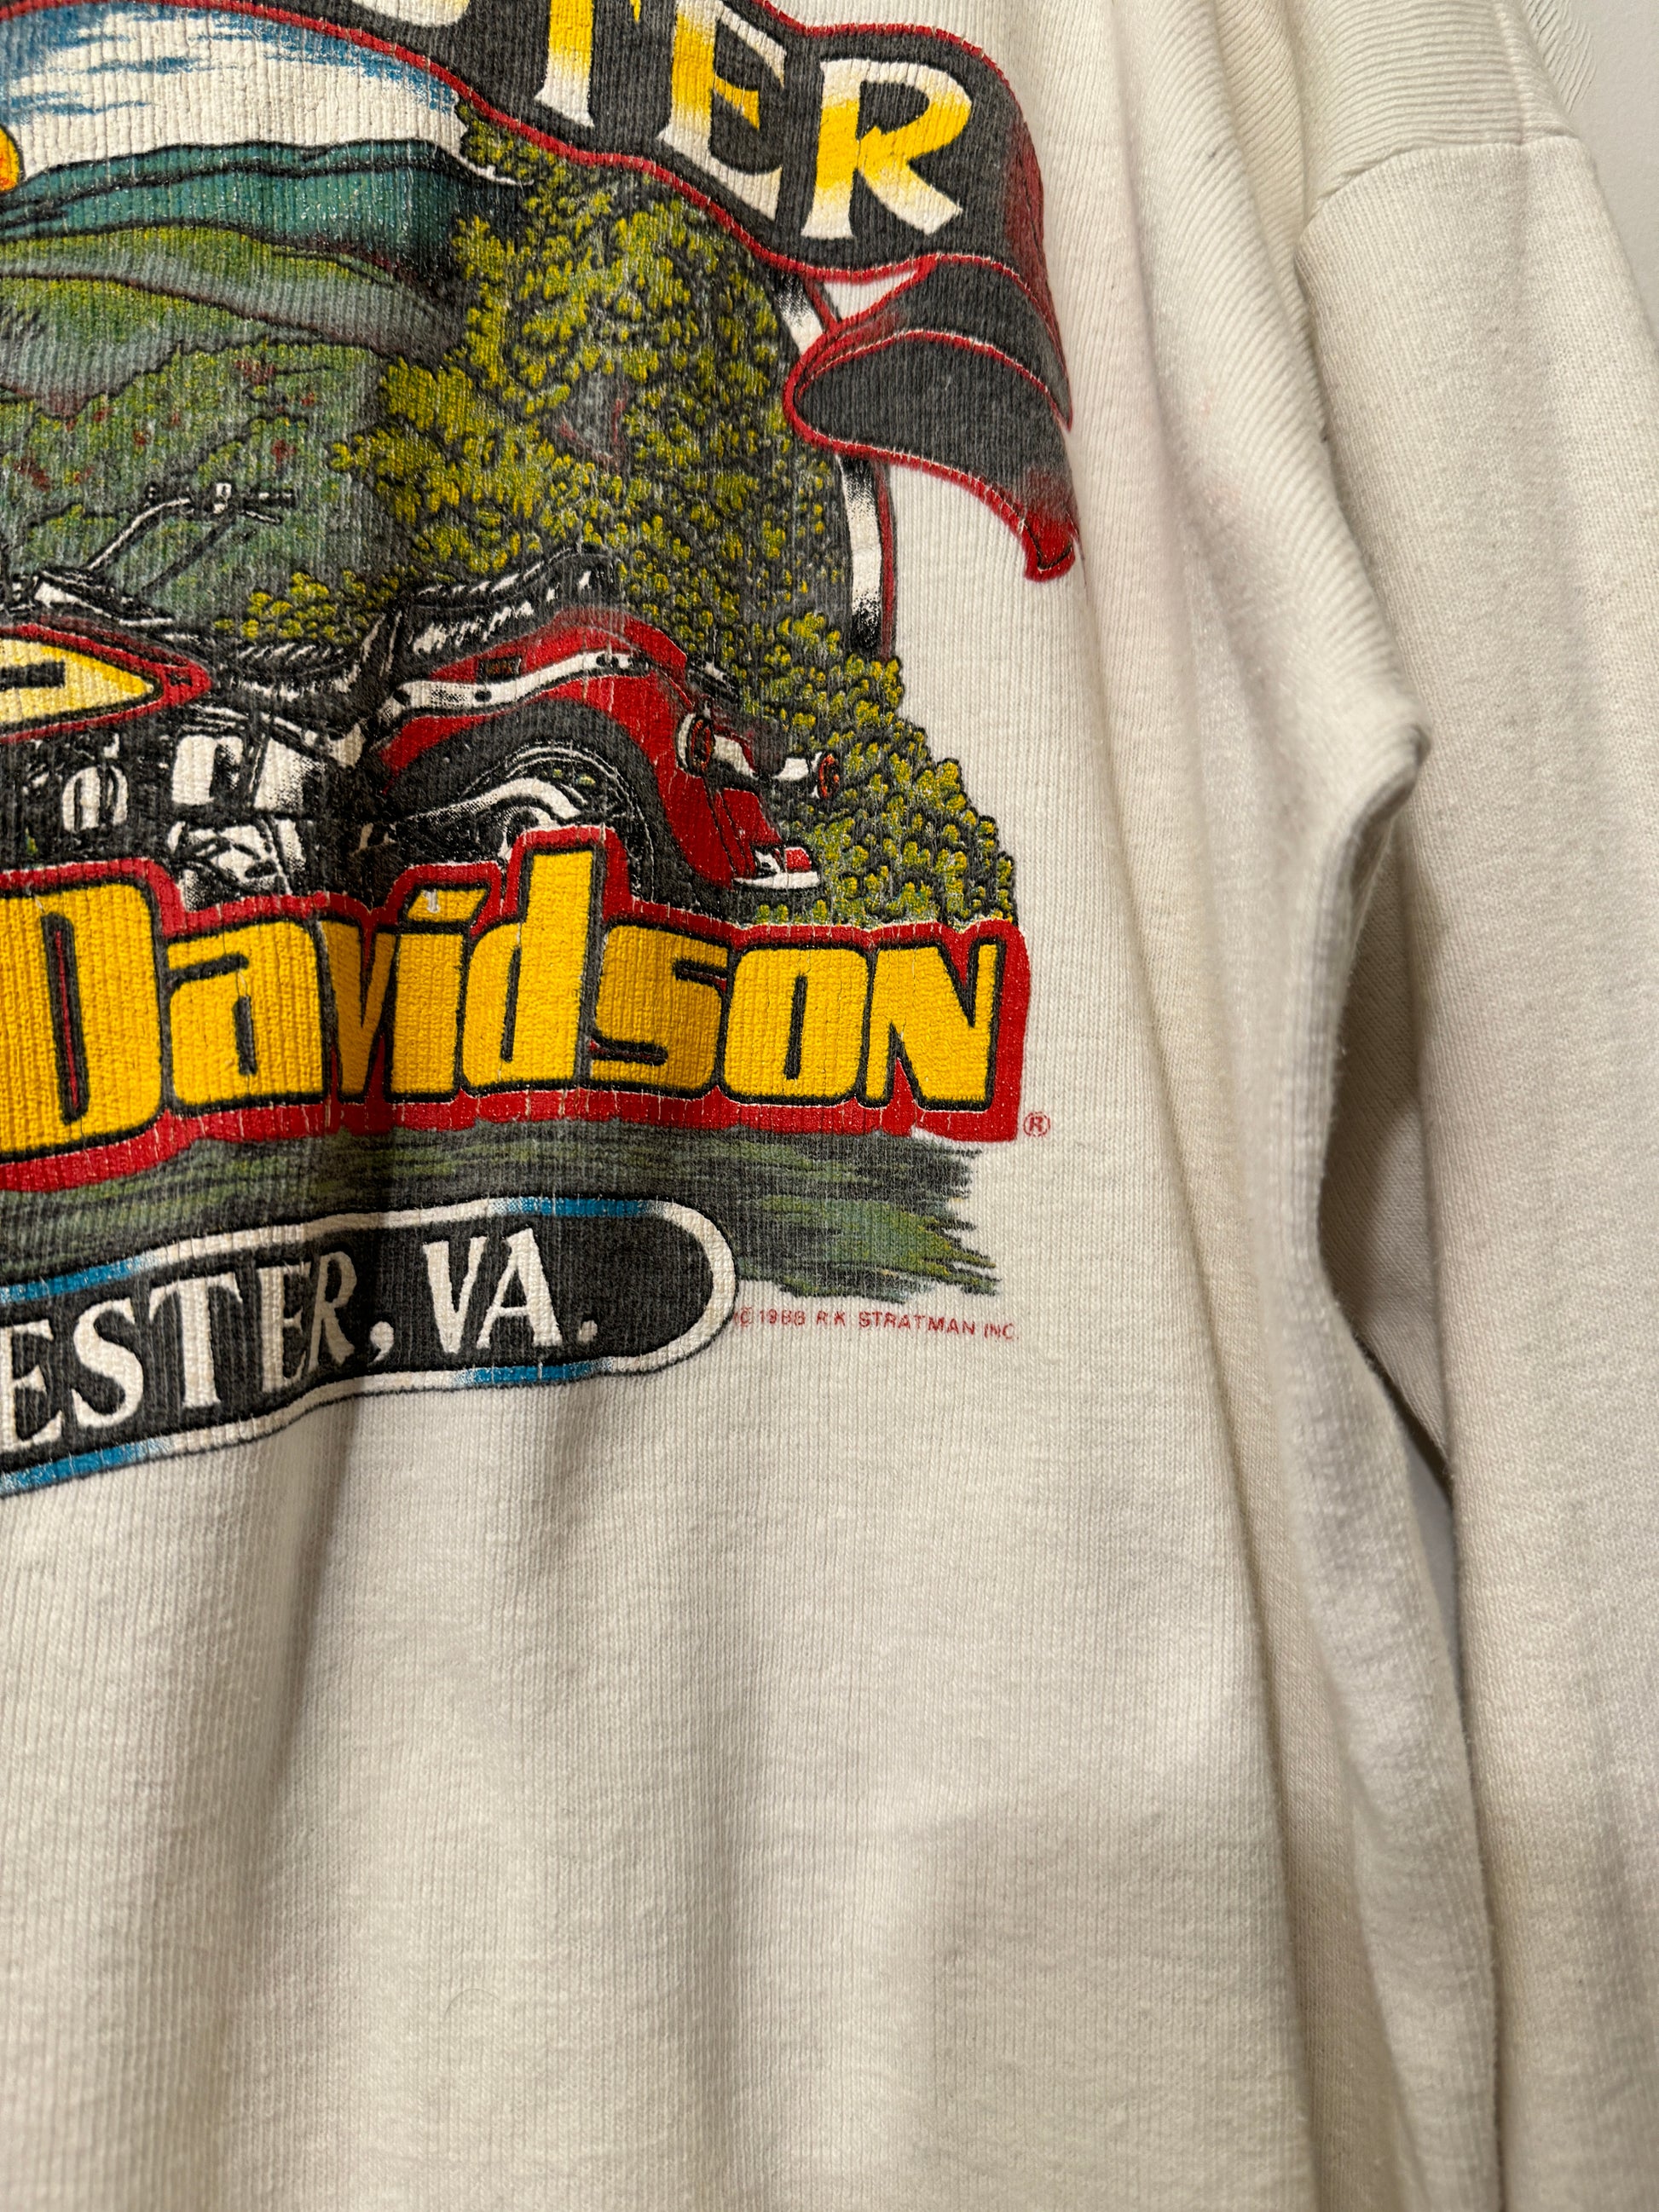 TER
Davidson
®
ESTER, VA.
© 1988 R.K. STRATMAN INC.